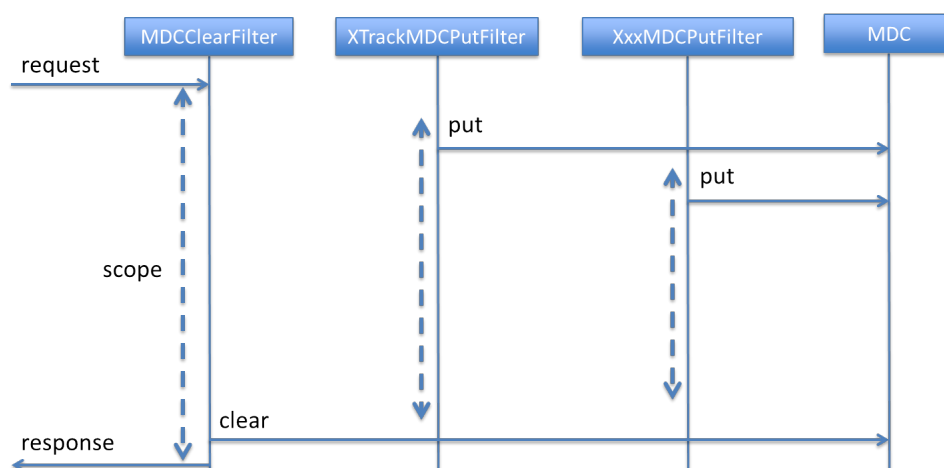 MDCClearFilter
XTrackMDCPutFilter
XxxMDCPutFilter
MDC
request
put
put
scope
clear
response